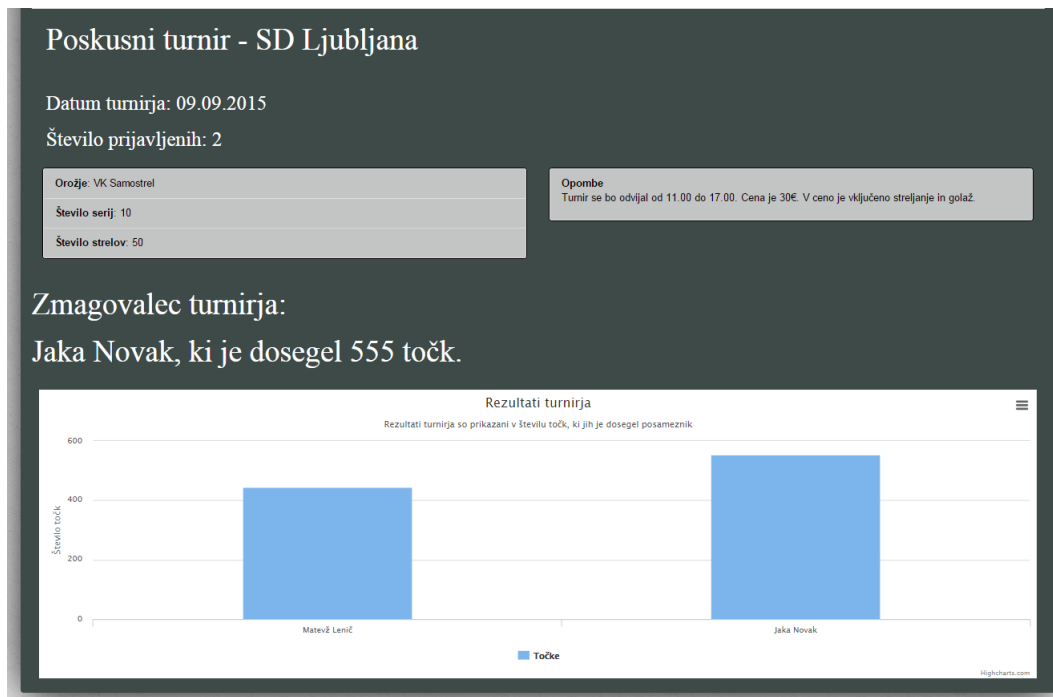 Poskusni turnir - SD Ljubljana
Datum turnirja: 09.09.2015
Število prijavljenih: 2
Orožje: VK Samostrel
Število serij: 10
Število strelov: 50
Opombe
Turnir se bo odvijal od 11.00 do 17.00. Cena je 30€. V ceno je vključeno streljanje in golaž.
Zmagovalec turnirja:
Jaka Novak, ki je dosegel 555 točk.
Rezultati turnirja
Rezultati turnirja so prikazani v številu točk, ki jih je dosegel posameznik
Število točk
600
400
200
0
Matevž Lenič
Jaka Novak
Točke
Highcharts.com